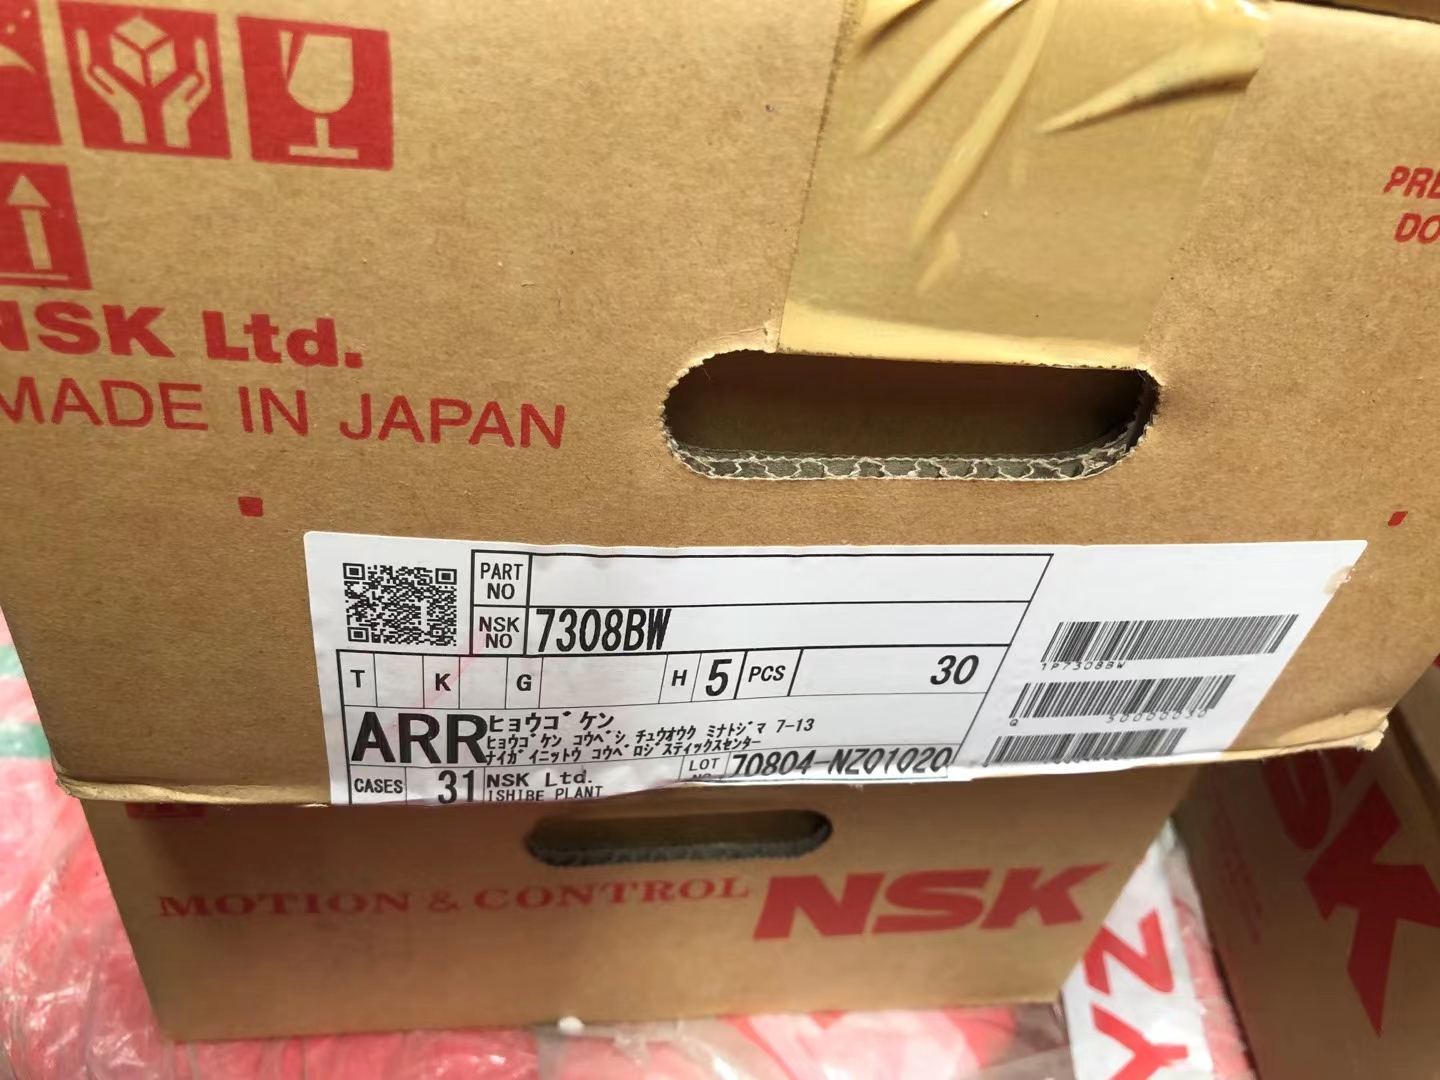 NSK Ltd.
MADE IN JAPAN
PART NO
NSK NO 7308BW
T K G H 5 PCS 30
ARR ヒョウゴ ケン
ヒョウゴ ケン コウベシ チュウオウク ミナトジマ 7-13
ナイガイニットウ コウベロジスティックスセンター
CASES 31 NSK Ltd.
ISHIBE PLANT
LOT NO 70804-NZ01020
1P7308BW
Q 50000030
MOTION & CONTROL NSK